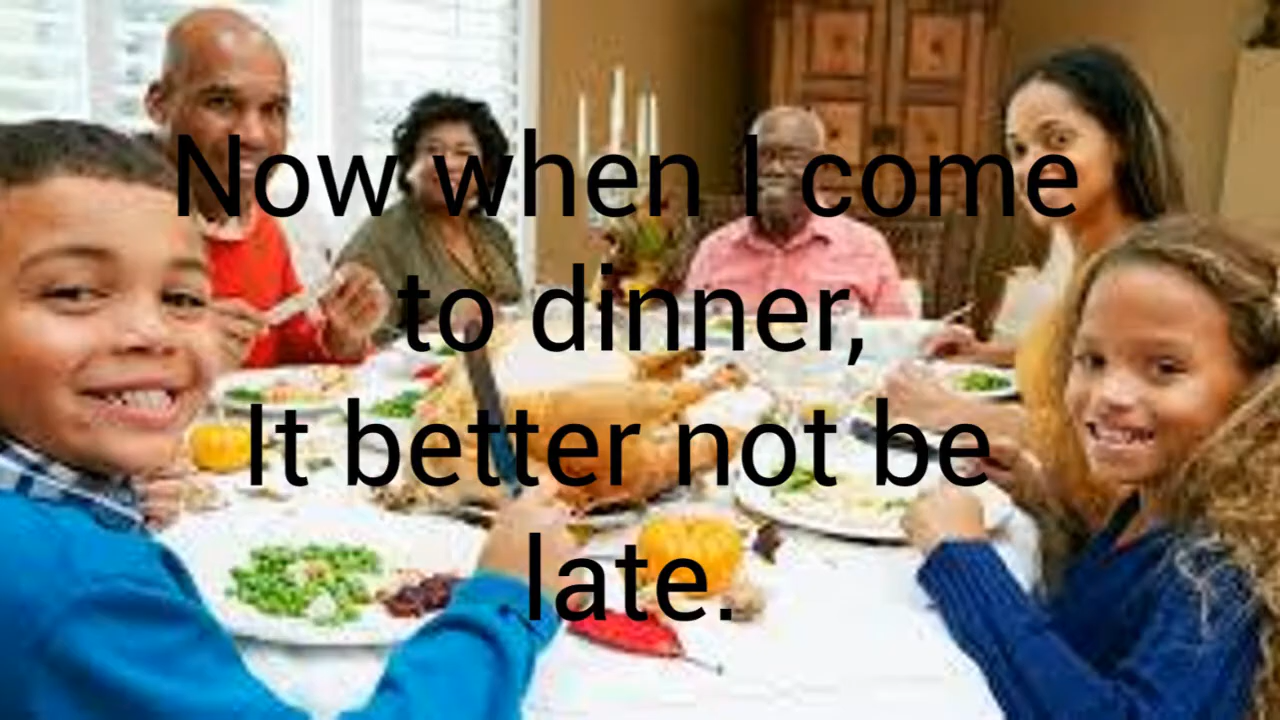 Now when I come
to dinner,
It better not be
late.